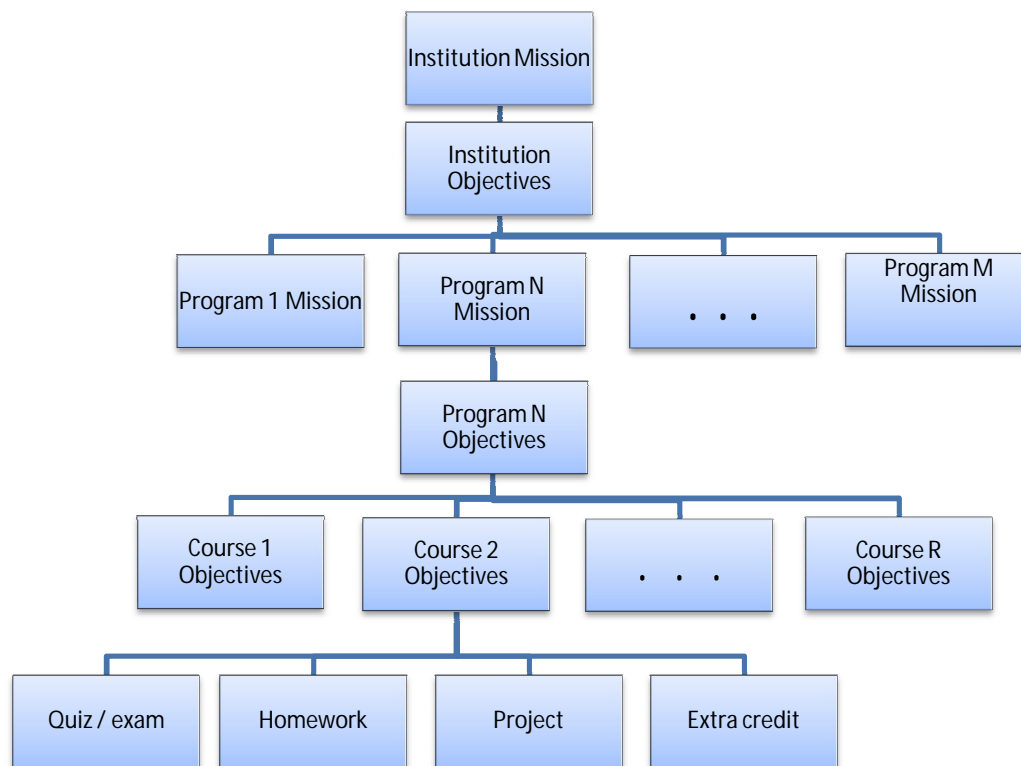 Institution Mission
Institution
Objectives
Program 1 Mission
Program N
Mission
. . .
Program M
Mission
Program N
Objectives
Course 1
Objectives
Course 2
Objectives
. . .
Course R
Objectives
Quiz / exam
Homework
Project
Extra credit